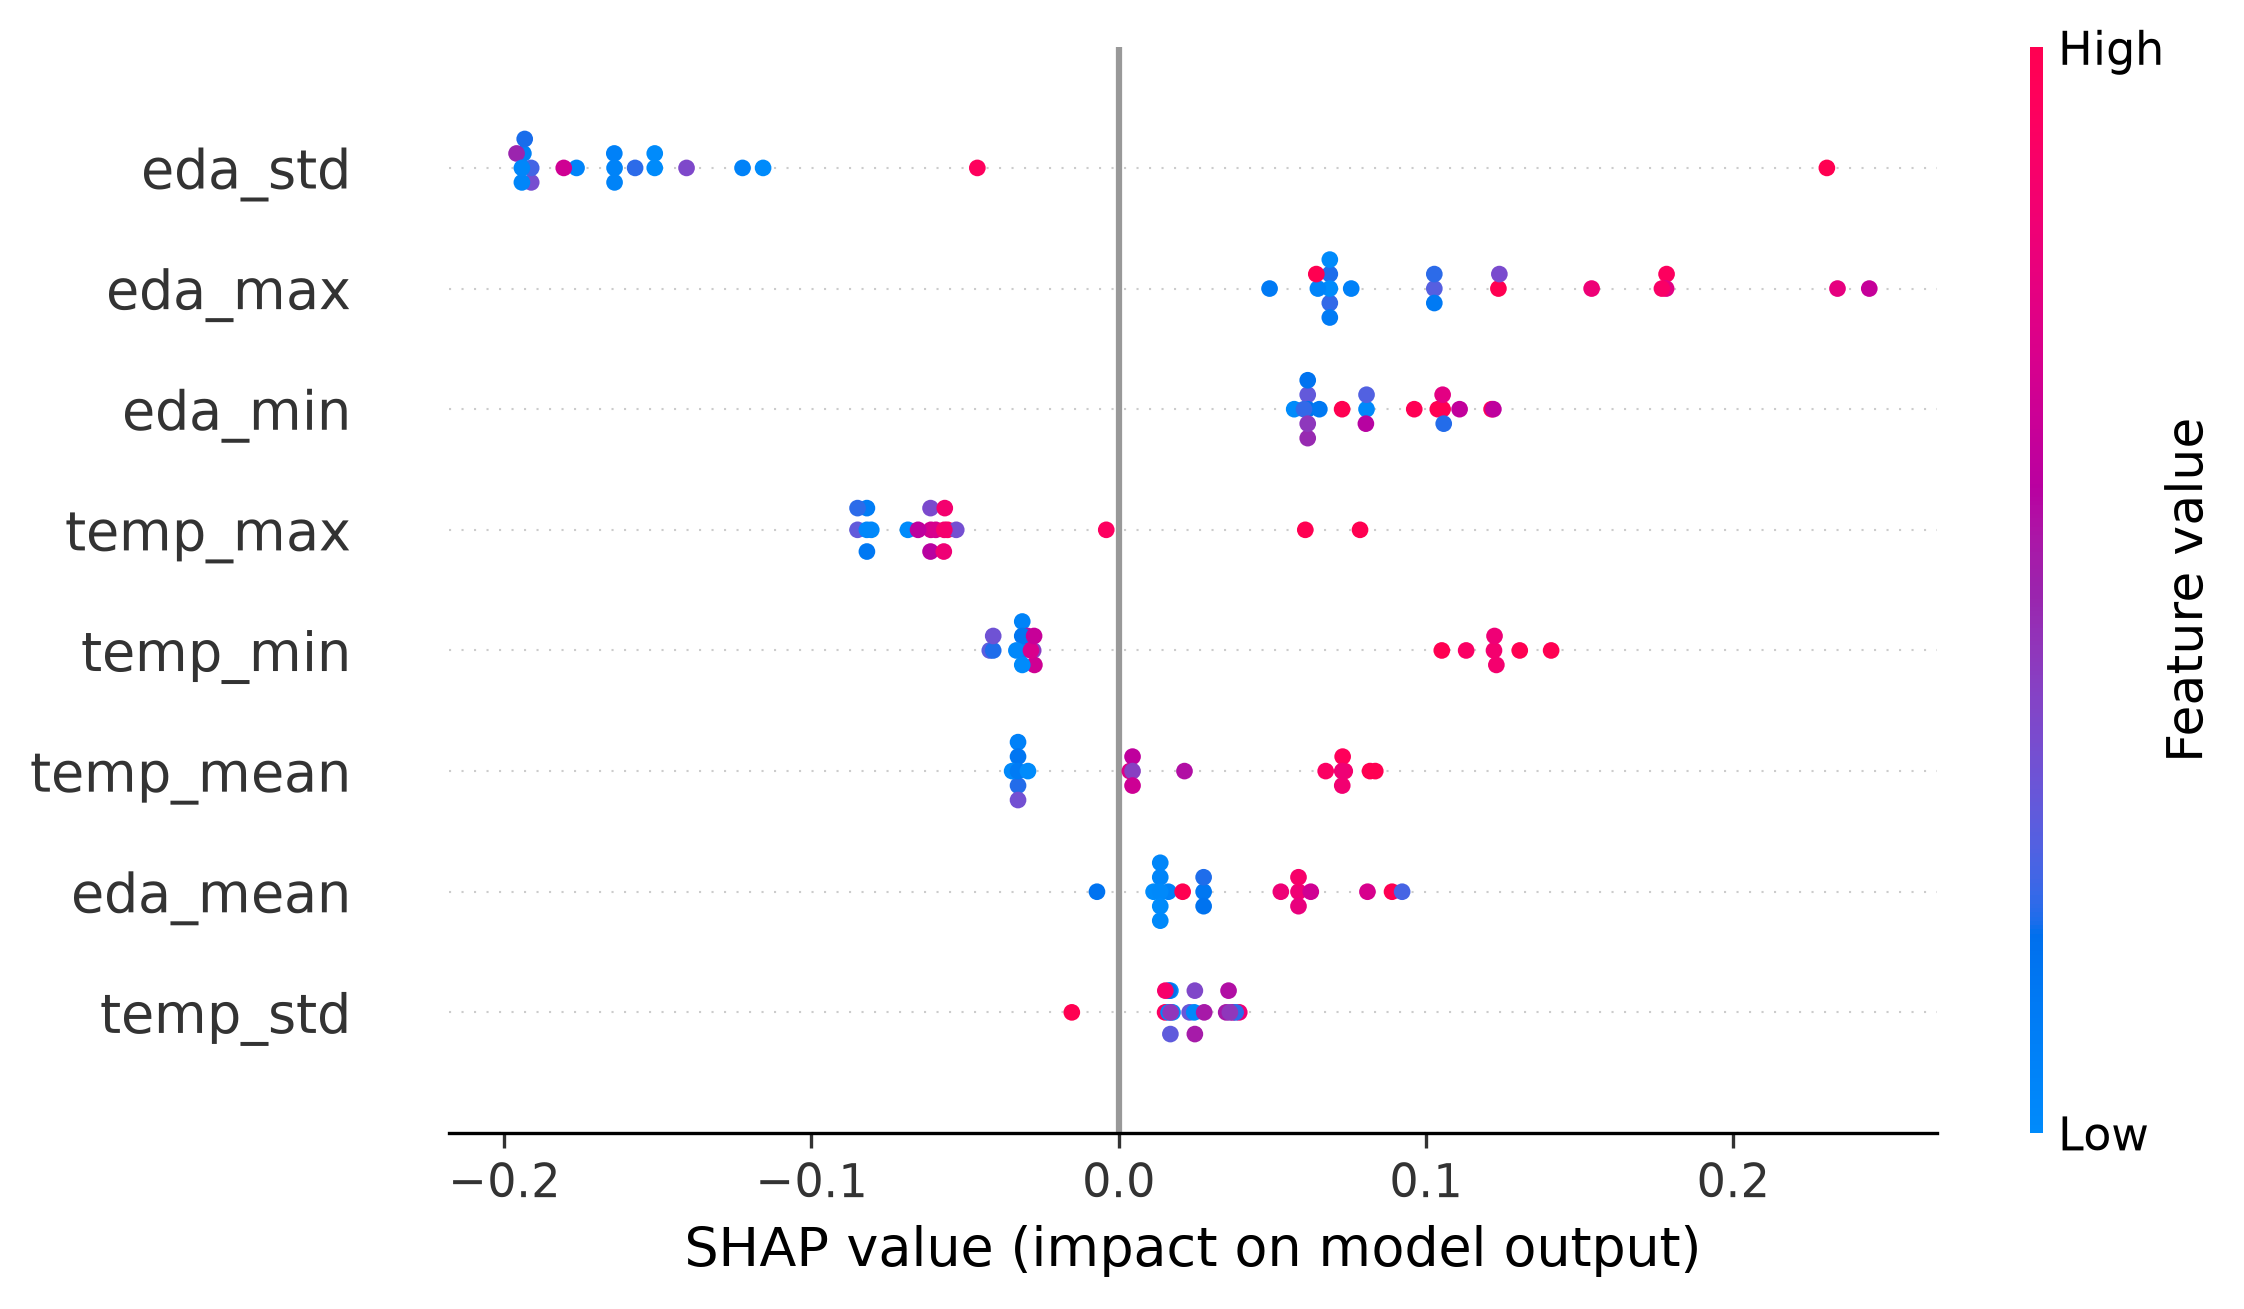 High
eda_std
eda_max
eda_min
temp_max
temp_min
temp_mean
eda_mean
temp_std
Feature value
Low
−0.2 −0.1 0.0 0.1 0.2
SHAP value (impact on model output)